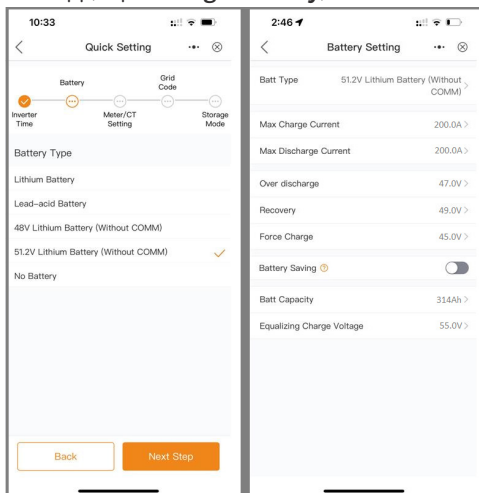 10:33
Quick Setting
Battery
Grid
Code
Inverter
Time
Meter/CT
Setting
Storage
Mode
Battery Type
Lithium Battery
Lead-acid Battery
48V Lithium Battery (Without COMM)
51.2V Lithium Battery (Without COMM)
No Battery
Back
Next Step
2:46
Battery Setting
Batt Type
51.2V Lithium Battery (Without
COMM)
Max Charge Current 200.0A
Max Discharge Current 200.0A
Over discharge 47.0V
Recovery 49.0V
Force Charge 45.0V
Battery Saving
Batt Capacity 314Ah
Equalizing Charge Voltage 55.0V